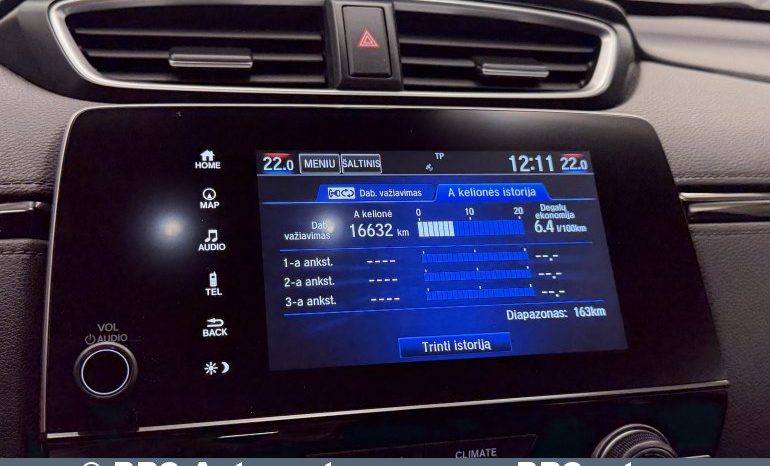 HOME
MAP
AUDIO
TEL
BACK
VOL
AUDIO
22.0 MENIU ŠALTINIS TP 12:11 22.0
Dab. važiavimas A kelionės istorija
A kelionė 0 10 20 Degalų ekonomija
Dab. važiavimas 16632 km 6.4 l/100km
1-a ankst. ---- --.-
2-a ankst. ---- --.-
3-a ankst. ---- --.-
Diapazonas: 163km
Trinti istoriją
CLIMATE